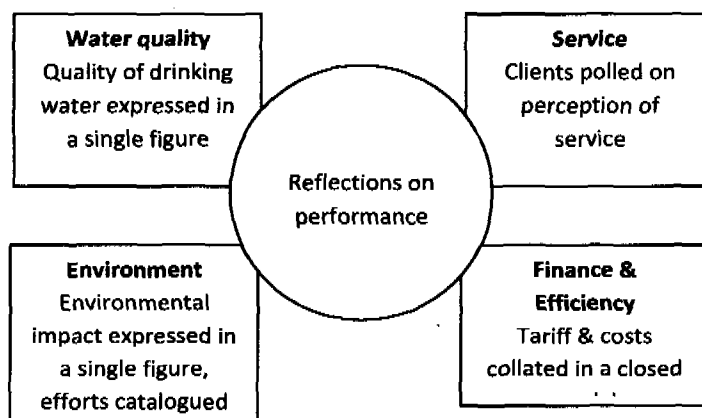 Water quality
Quality of drinking
water expressed in
a single figure
Service
Clients polled on
perception of
service
Reflections on
performance
Environment
Environmental
impact expressed in
a single figure,
efforts catalogued
Finance &
Efficiency
Tariff & costs
collated in a closed